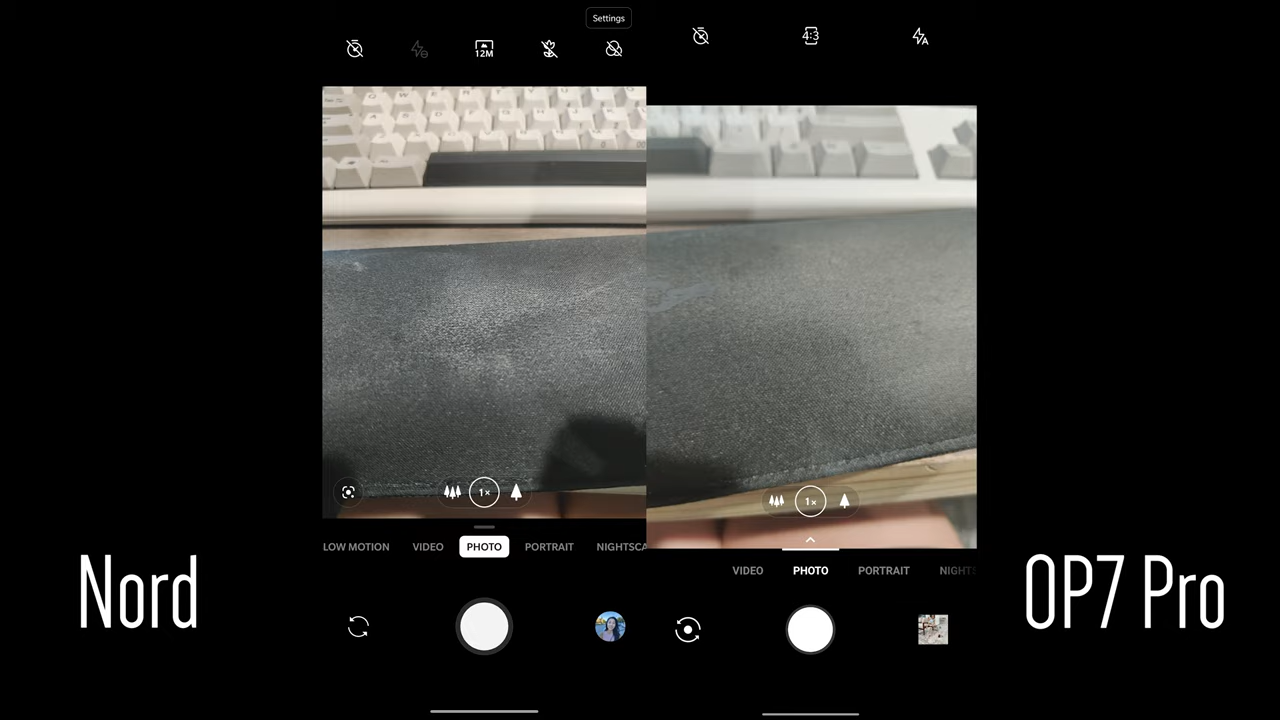 Settings
12M
4:3
A
1×
1×
LOW MOTION VIDEO PHOTO PORTRAIT NIGHTSCA
VIDEO PHOTO PORTRAIT NIGHTS
Nord
OP7 Pro